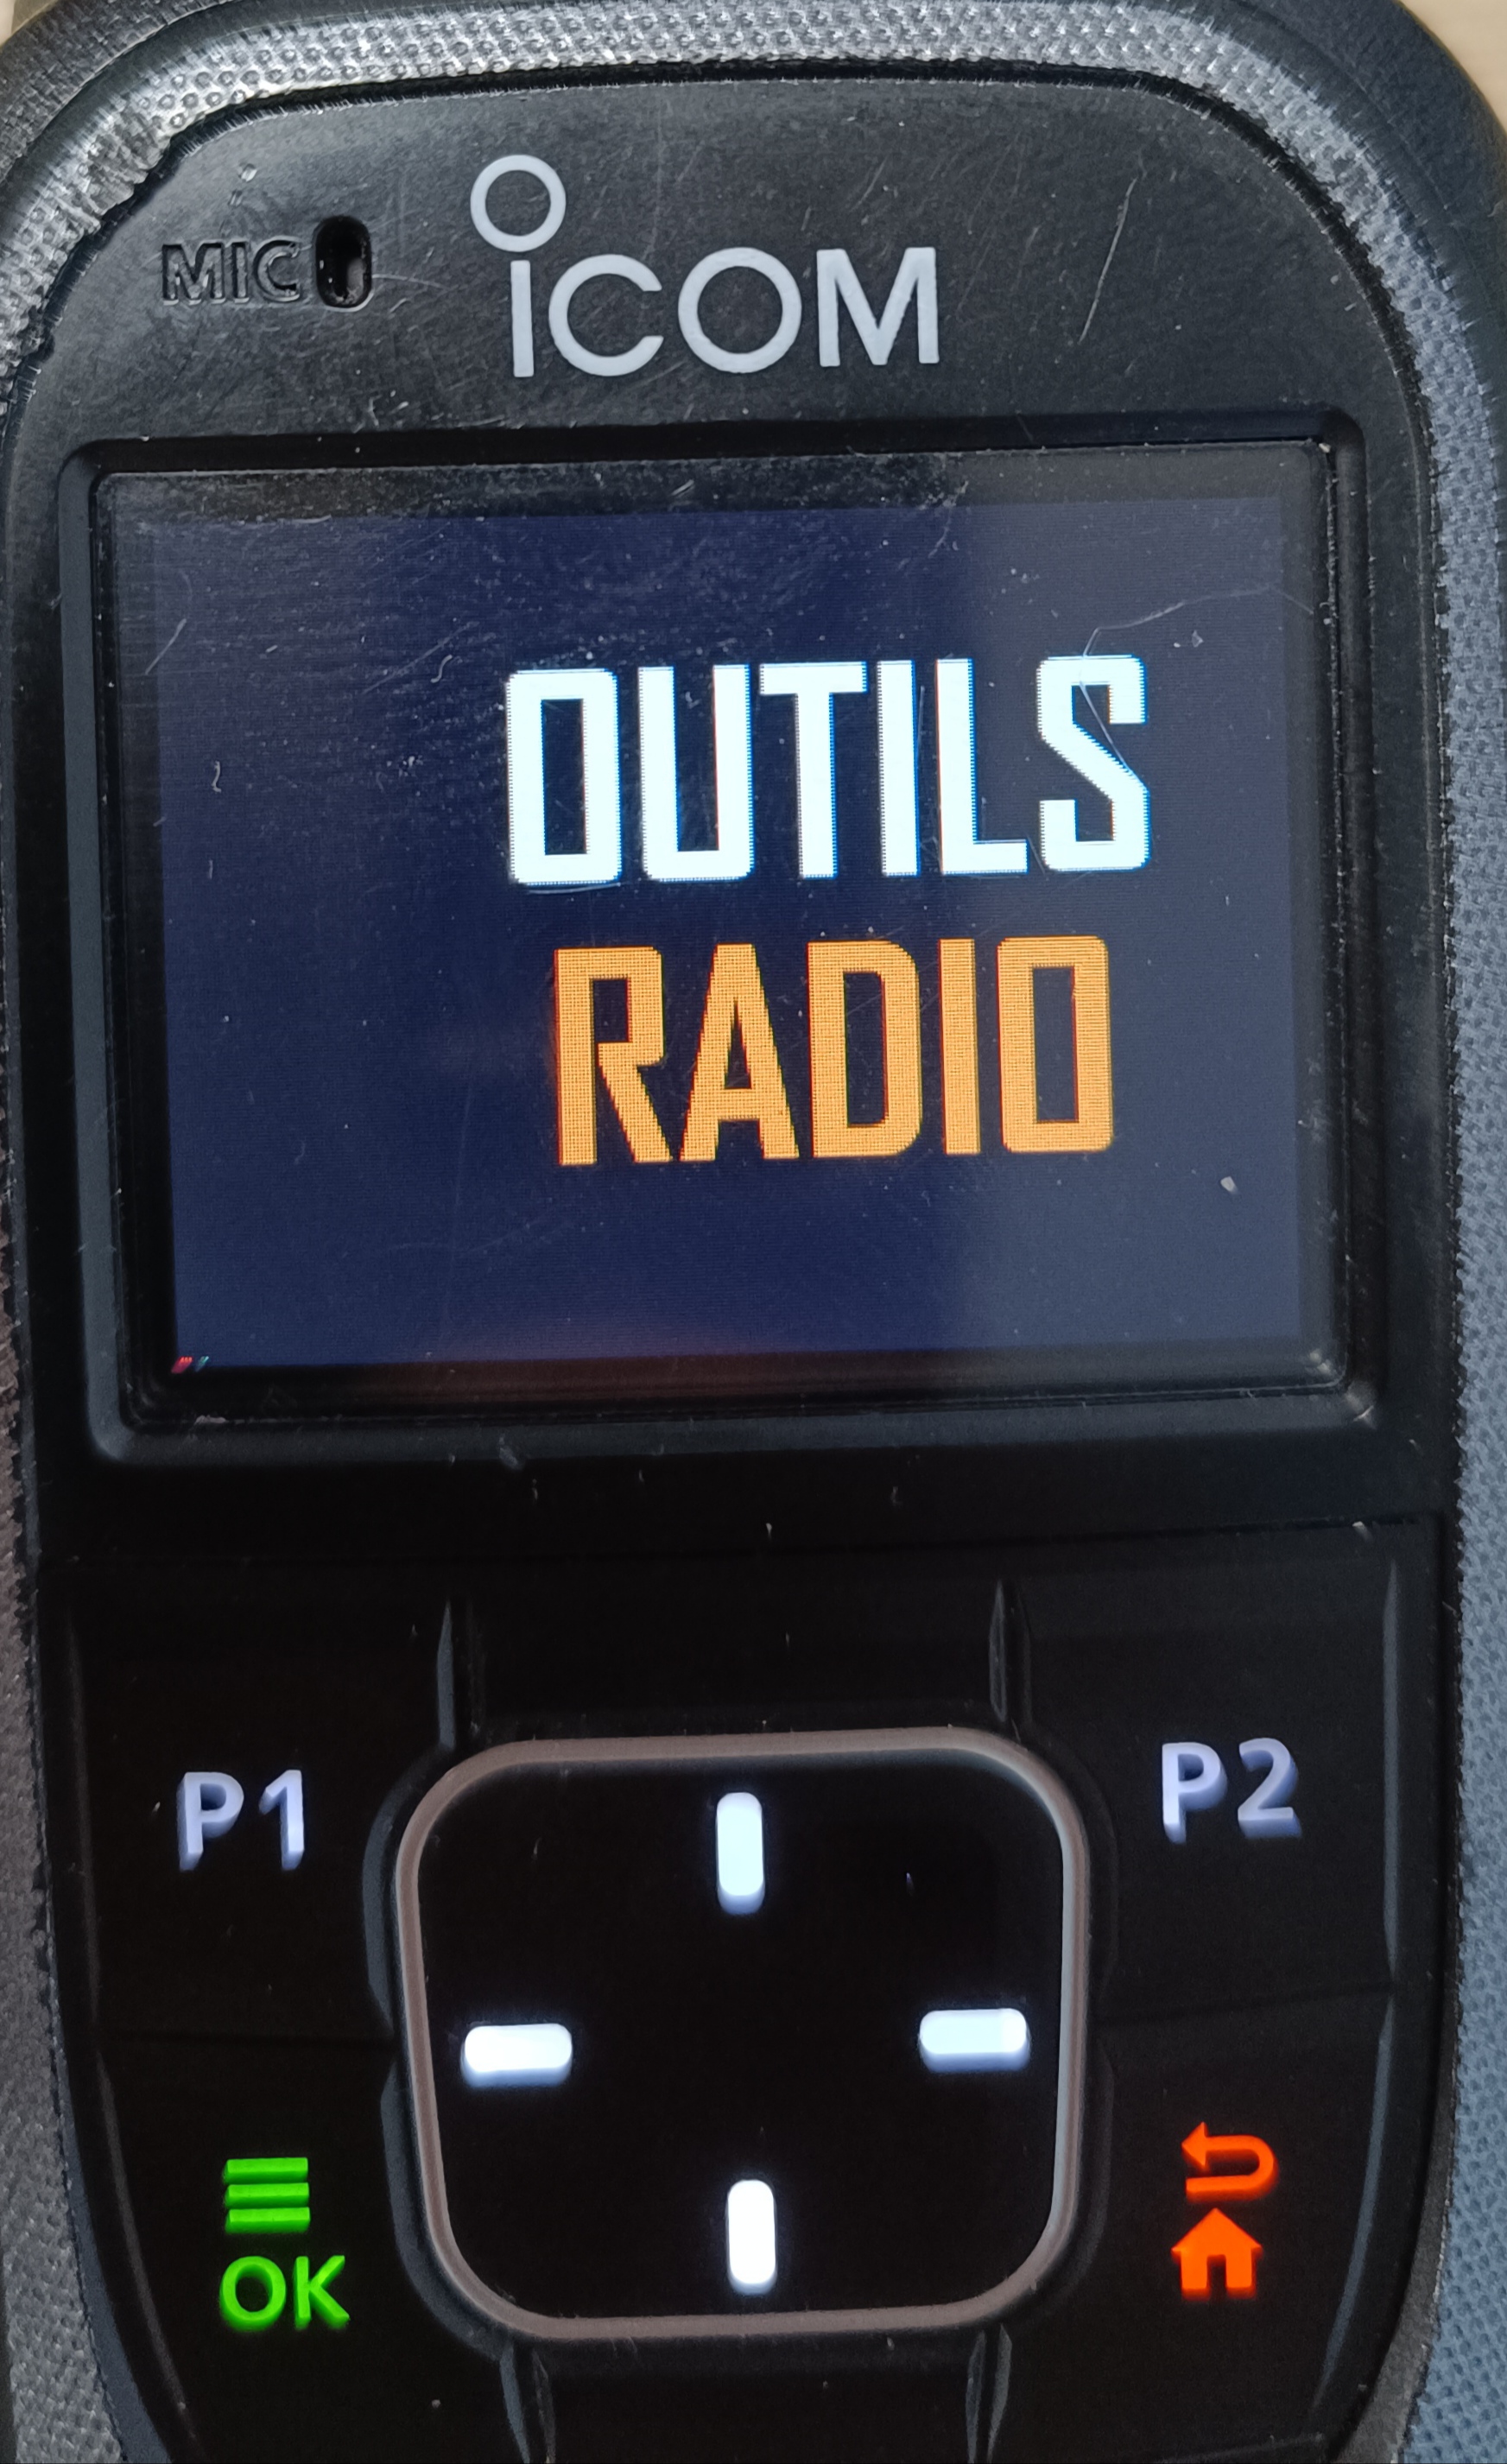 MIC
iCOM
OUTILS
RADIO
P1
P2
OK